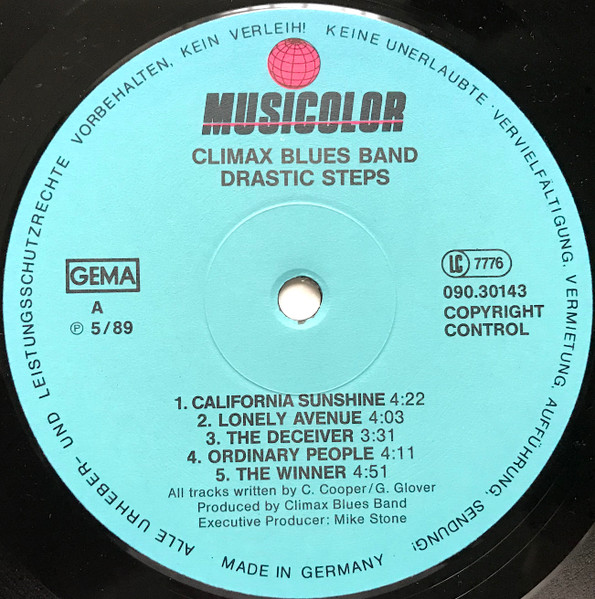 ALLE URHEBER- UND LEISTUNGSSCHUTZRECHTE VORBEHALTEN, KEIN VERLEIH! KEINE UNERLAUBTE VERVIELFÄLTIGUNG, VERMIETUNG, AUFFÜHRUNG, SENDUNG!
MUSICOLOR
CLIMAX BLUES BAND
DRASTIC STEPS
GEMA
A
℗ 5/89
LC 7776
090.30143
COPYRIGHT
CONTROL
1. CALIFORNIA SUNSHINE 4:22
2. LONELY AVENUE 4:03
3. THE DECEIVER 3:31
4. ORDINARY PEOPLE 4:11
5. THE WINNER 4:51
All tracks written by C. Cooper/G. Glover
Produced by Climax Blues Band
Executive Producer: Mike Stone
MADE IN GERMANY